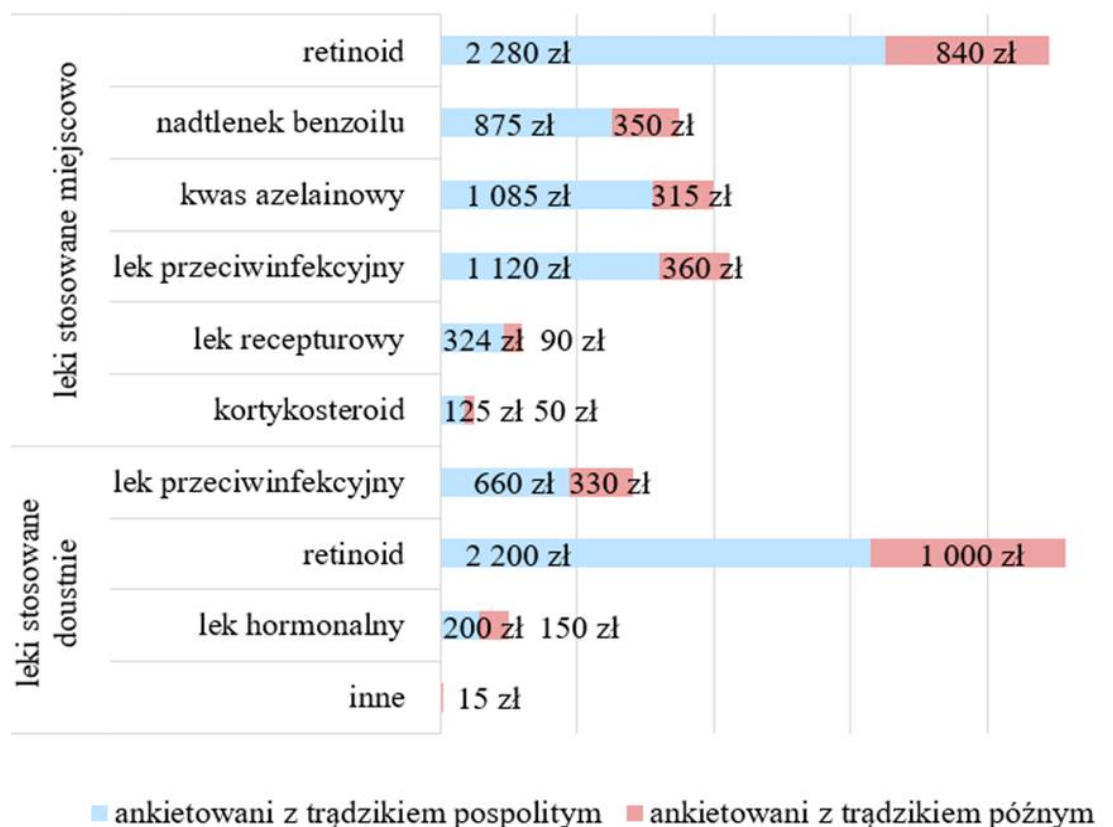 leki stosowane miejscowo
retinoid 2 280 zł 840 zł
nadtlenek benzoilu 875 zł 350 zł
kwas azelainowy 1 085 zł 315 zł
lek przeciwinfekcyjny 1 120 zł 360 zł
lek recepturowy 324 zł 90 zł
kortykosteroid 125 zł 50 zł
leki stosowane
doustnie
lek przeciwinfekcyjny 660 zł 330 zł
retinoid 2 200 zł 1 000 zł
lek hormonalny 200 zł 150 zł
inne 15 zł
ankietowani z trądzikiem pospolitym ankietowani z trądzikiem późnym